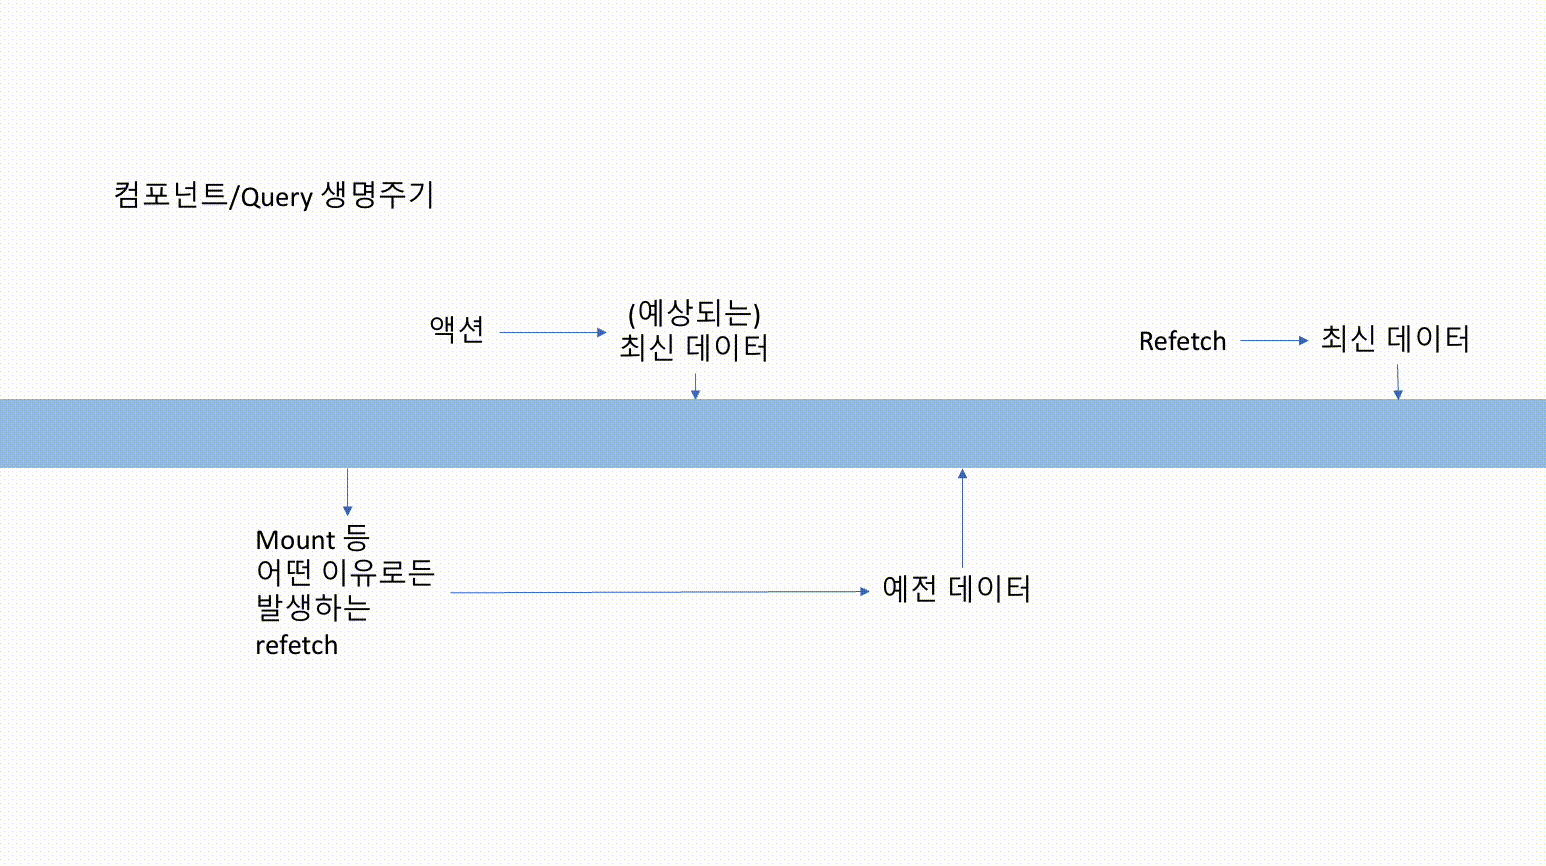 컴포넌트/Query 생명주기
액션
(예상되는)
최신 데이터
Refetch
최신 데이터
Mount 등
어떤 이유로든
발생하는
refetch
예전 데이터